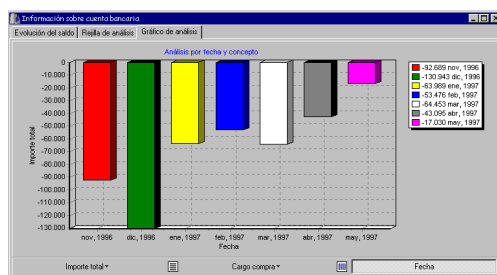 Información sobre cuenta bancaria
Evolución del saldo Rejilla de análisis Gráfico de análisis
Análisis por fecha y concepto
Importe total
0
-10.000
-20.000
-30.000
-40.000
-50.000
-60.000
-70.000
-80.000
-90.000
-100.000
-110.000
-120.000
-130.000
nov, 1996 dic, 1996 ene, 1997 feb, 1997 mar, 1997 abr, 1997 may, 1997
Fecha
-92.689 nov, 1996
-130.943 dic, 1996
-63.989 ene, 1997
-53.476 feb, 1997
-64.453 mar, 1997
-43.095 abr, 1997
-17.030 may, 1997
Importe total Cargo compra Fecha